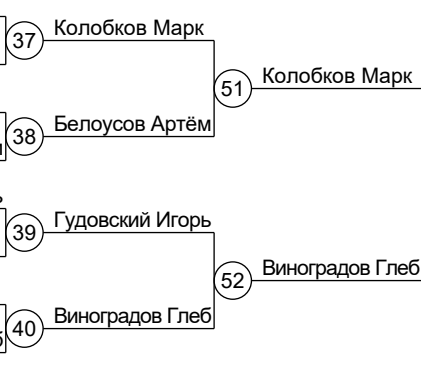 Колобков Марк
37
Колобков Марк
51
Белоусов Артём
38
Гудовский Игорь
39
Виноградов Глеб
52
Виноградов Глеб
40